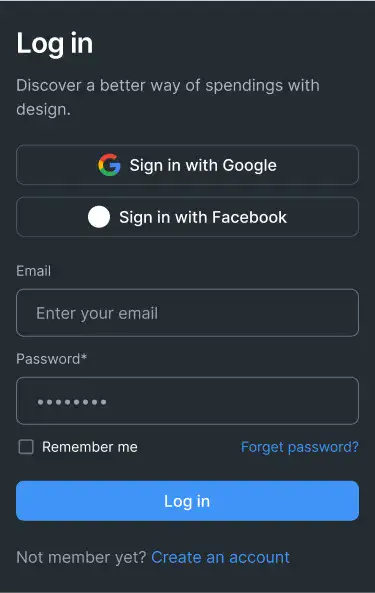 Log in
Discover a better way of spendings with
design.
Sign in with Google
Sign in with Facebook
Email
Enter your email
Password*
••••••••
Remember me
Forget password?
Log in
Not member yet? Create an account